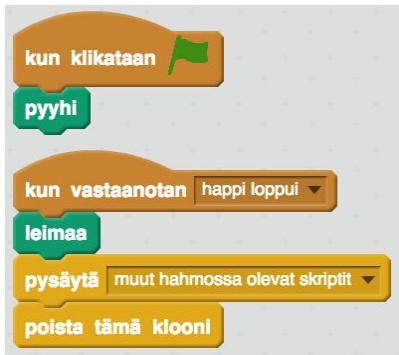 kun klikataan
pyyhi
kun vastaanotan happi loppui
leimaa
pysäytä muut hahmossa olevat skriptit
poista tämä klooni